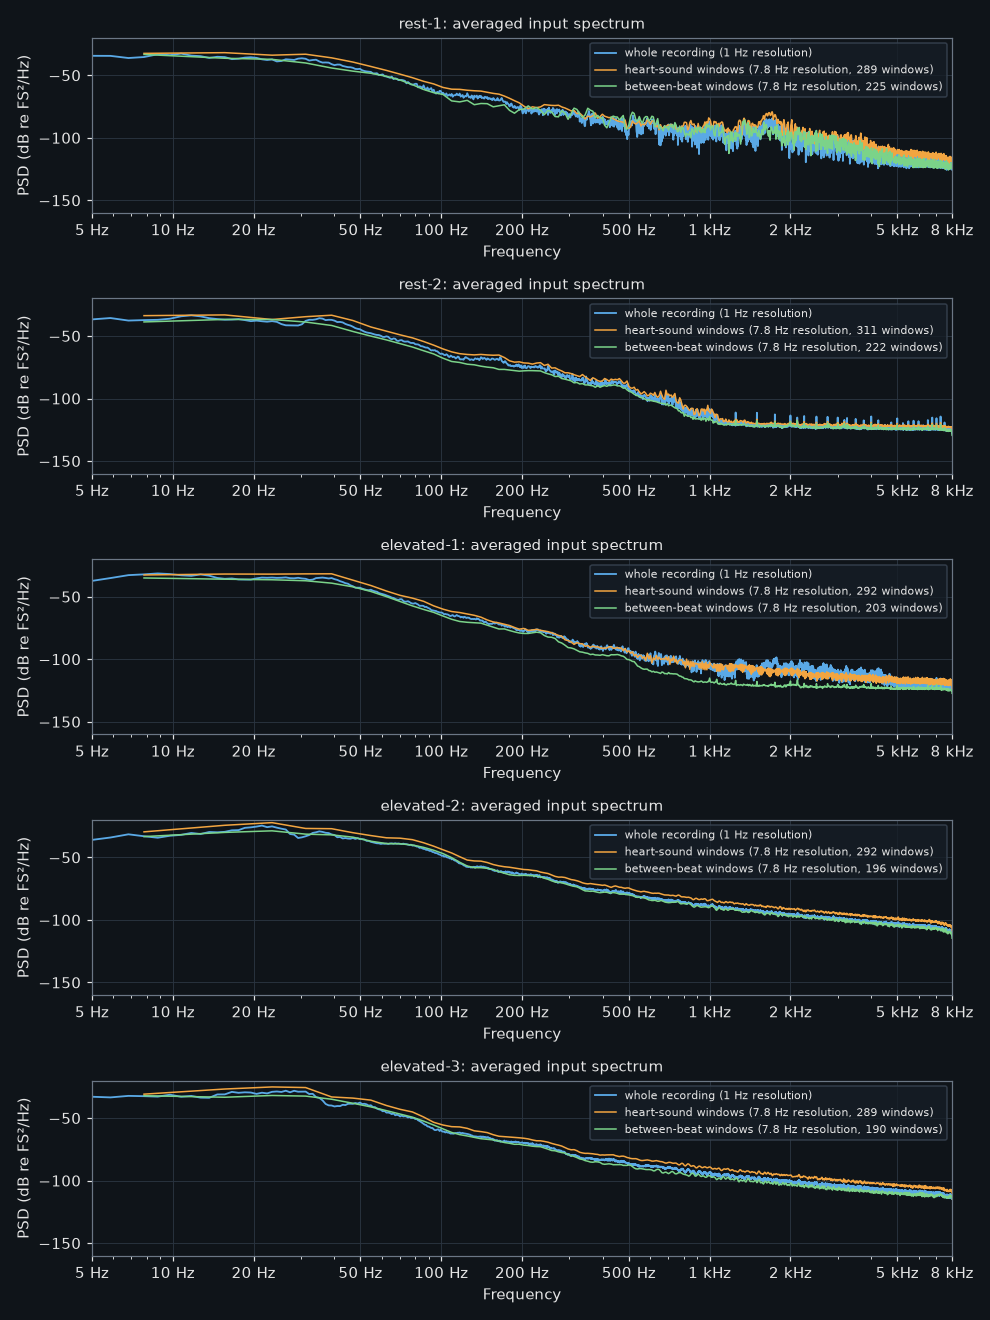 rest-1: averaged input spectrum
whole recording (1 Hz resolution)
heart-sound windows (7.8 Hz resolution, 289 windows)
between-beat windows (7.8 Hz resolution, 225 windows)
PSD (dB re FS²/Hz)
−50
−100
−150
5 Hz 10 Hz 20 Hz 50 Hz 100 Hz 200 Hz 500 Hz 1 kHz 2 kHz 5 kHz 8 kHz
Frequency
rest-2: averaged input spectrum
whole recording (1 Hz resolution)
heart-sound windows (7.8 Hz resolution, 311 windows)
between-beat windows (7.8 Hz resolution, 222 windows)
PSD (dB re FS²/Hz)
−50
−100
−150
5 Hz 10 Hz 20 Hz 50 Hz 100 Hz 200 Hz 500 Hz 1 kHz 2 kHz 5 kHz 8 kHz
Frequency
elevated-1: averaged input spectrum
whole recording (1 Hz resolution)
heart-sound windows (7.8 Hz resolution, 292 windows)
between-beat windows (7.8 Hz resolution, 203 windows)
PSD (dB re FS²/Hz)
−50
−100
−150
5 Hz 10 Hz 20 Hz 50 Hz 100 Hz 200 Hz 500 Hz 1 kHz 2 kHz 5 kHz 8 kHz
Frequency
elevated-2: averaged input spectrum
whole recording (1 Hz resolution)
heart-sound windows (7.8 Hz resolution, 292 windows)
between-beat windows (7.8 Hz resolution, 196 windows)
PSD (dB re FS²/Hz)
−50
−100
−150
5 Hz 10 Hz 20 Hz 50 Hz 100 Hz 200 Hz 500 Hz 1 kHz 2 kHz 5 kHz 8 kHz
Frequency
elevated-3: averaged input spectrum
whole recording (1 Hz resolution)
heart-sound windows (7.8 Hz resolution, 289 windows)
between-beat windows (7.8 Hz resolution, 190 windows)
PSD (dB re FS²/Hz)
−50
−100
−150
5 Hz 10 Hz 20 Hz 50 Hz 100 Hz 200 Hz 500 Hz 1 kHz 2 kHz 5 kHz 8 kHz
Frequency